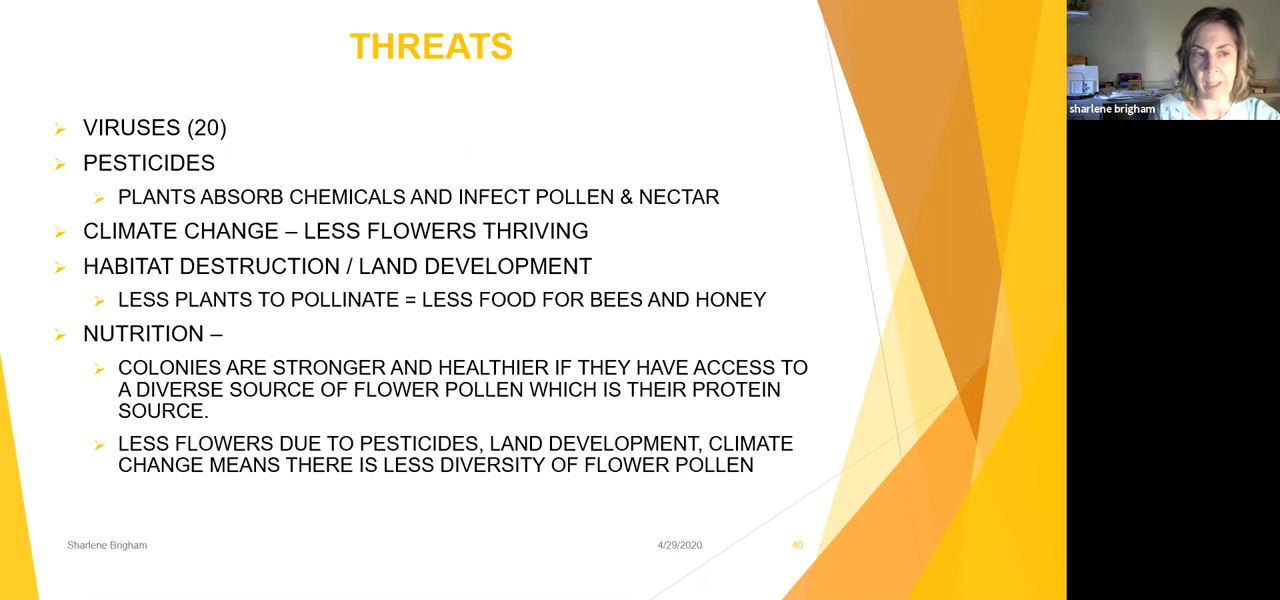 THREATS
VIRUSES (20)
PESTICIDES
PLANTS ABSORB CHEMICALS AND INFECT POLLEN & NECTAR
CLIMATE CHANGE – LESS FLOWERS THRIVING
HABITAT DESTRUCTION / LAND DEVELOPMENT
LESS PLANTS TO POLLINATE = LESS FOOD FOR BEES AND HONEY
NUTRITION –
COLONIES ARE STRONGER AND HEALTHIER IF THEY HAVE ACCESS TO
A DIVERSE SOURCE OF FLOWER POLLEN WHICH IS THEIR PROTEIN
SOURCE.
LESS FLOWERS DUE TO PESTICIDES, LAND DEVELOPMENT, CLIMATE
CHANGE MEANS THERE IS LESS DIVERSITY OF FLOWER POLLEN
Sharlene Brigham 4/29/2020 40
sharlene brigham